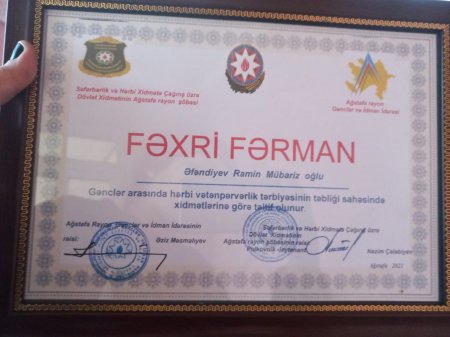 Səfərbərlik və Hərbi Xidmətə Çağırış üzrə
Dövlət Xidmətinin Ağstafa rayon şöbəsi
Ağstafa rayon
Gənclər və İdman İdarəsi
FƏXRİ FƏRMAN
Əfəndiyev Ramin Mübariz oğlu
Gənclər arasında hərbi vətənpərvərlik tərbiyəsinin təbliği sahəsində
xidmətlərinə görə təltif olunur.
Ağstafa Rayon Gənclər və İdman İdarəsinin
rəisi:
Əziz Məsməlıyev
Səfərbərlik və Hərbi Xidmətə Çağırış üzrə
Dövlət Xidmətinin
Ağstafa rayon şöbəsinin rəisi
Polkovnik-leytenant
Nazim Çələbiyev
Ağstafa 2022